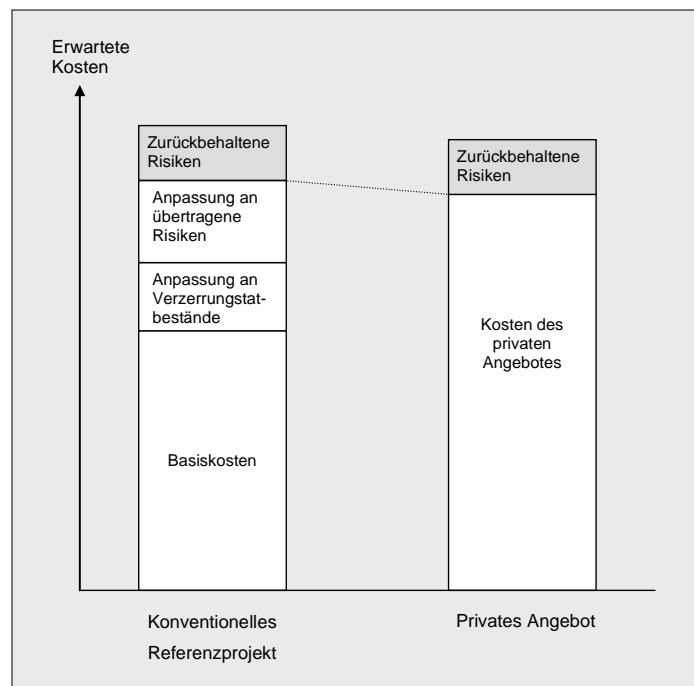 Erwartete
Kosten
Zurückbehaltene
Risiken
Anpassung an
übertragene
Risiken
Anpassung an
Verzerrungstat-
bestände
Basiskosten
Zurückbehaltene
Risiken
Kosten des
privaten
Angebotes
Konventionelles
Referenzprojekt
Privates Angebot